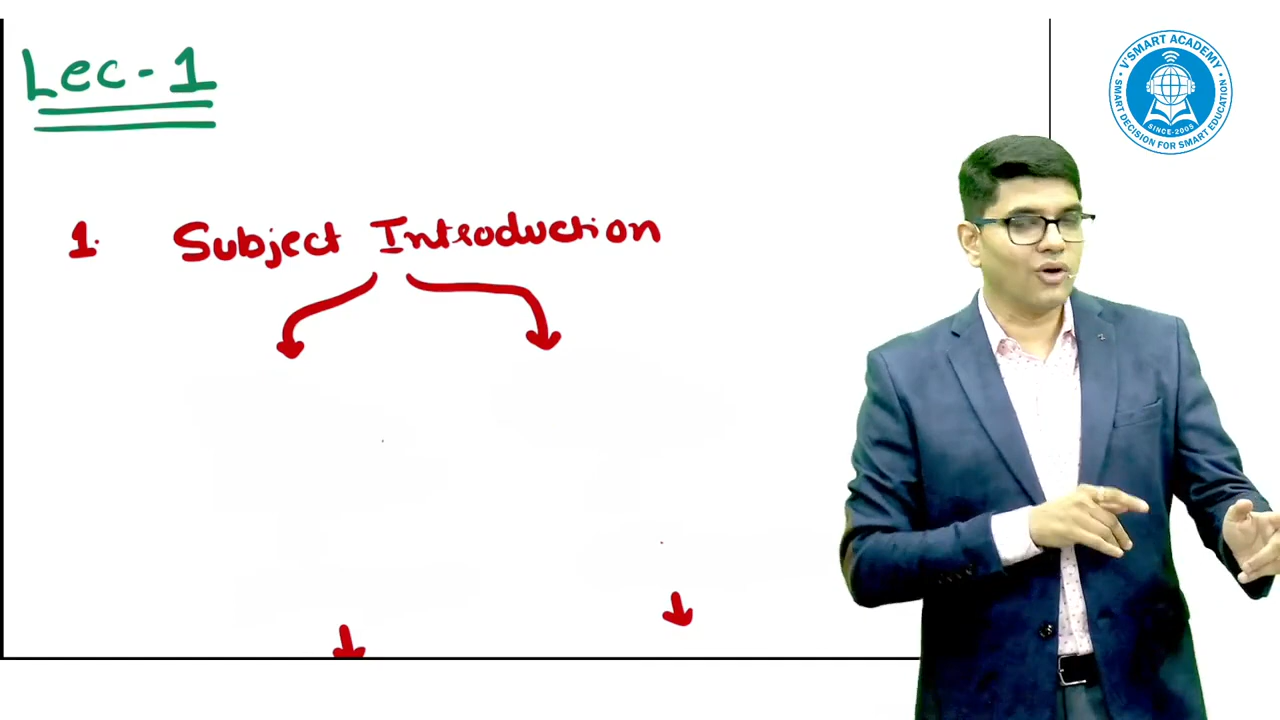 Lec - 1
1. Subject Introduction
V'SMART ACADEMY
SMART DECISION FOR SMART EDUCATION
SINCE-2005